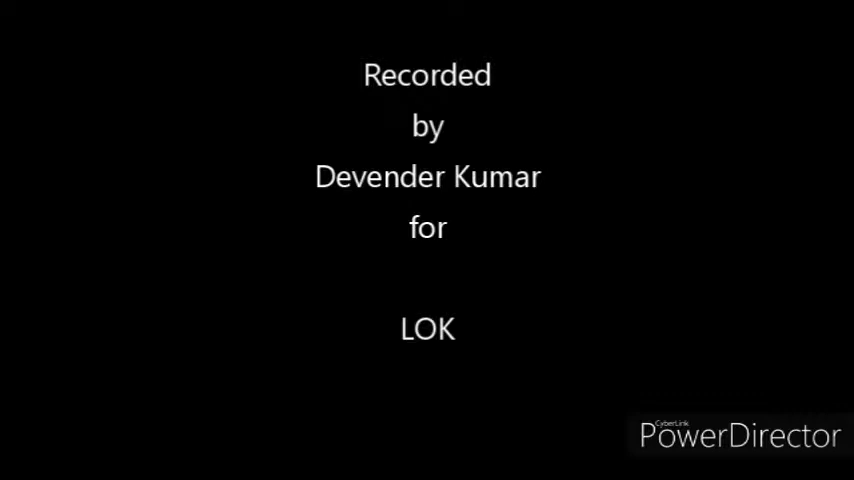 Recorded
by
Devender Kumar
for
LOK
CyberLink
PowerDirector